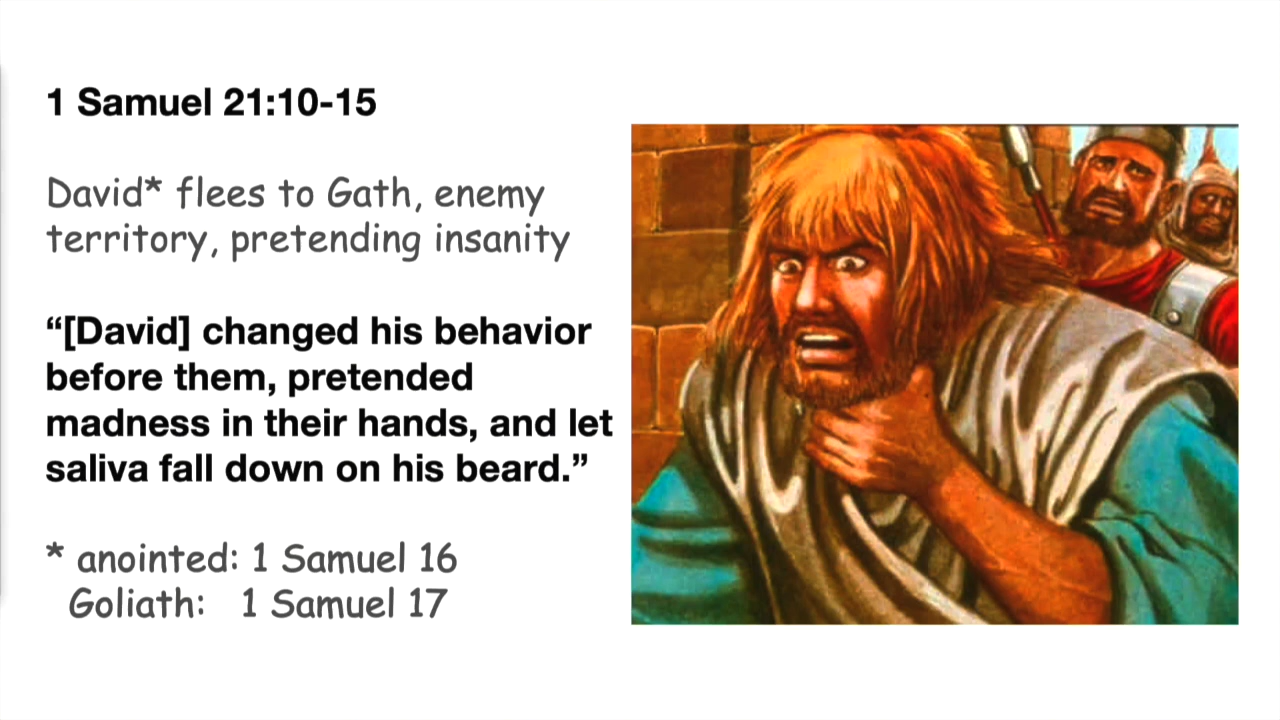 1 Samuel 21:10-15
David* flees to Gath, enemy
territory, pretending insanity
“[David] changed his behavior
before them, pretended
madness in their hands, and let
saliva fall down on his beard.”
* anointed: 1 Samuel 16
Goliath: 1 Samuel 17